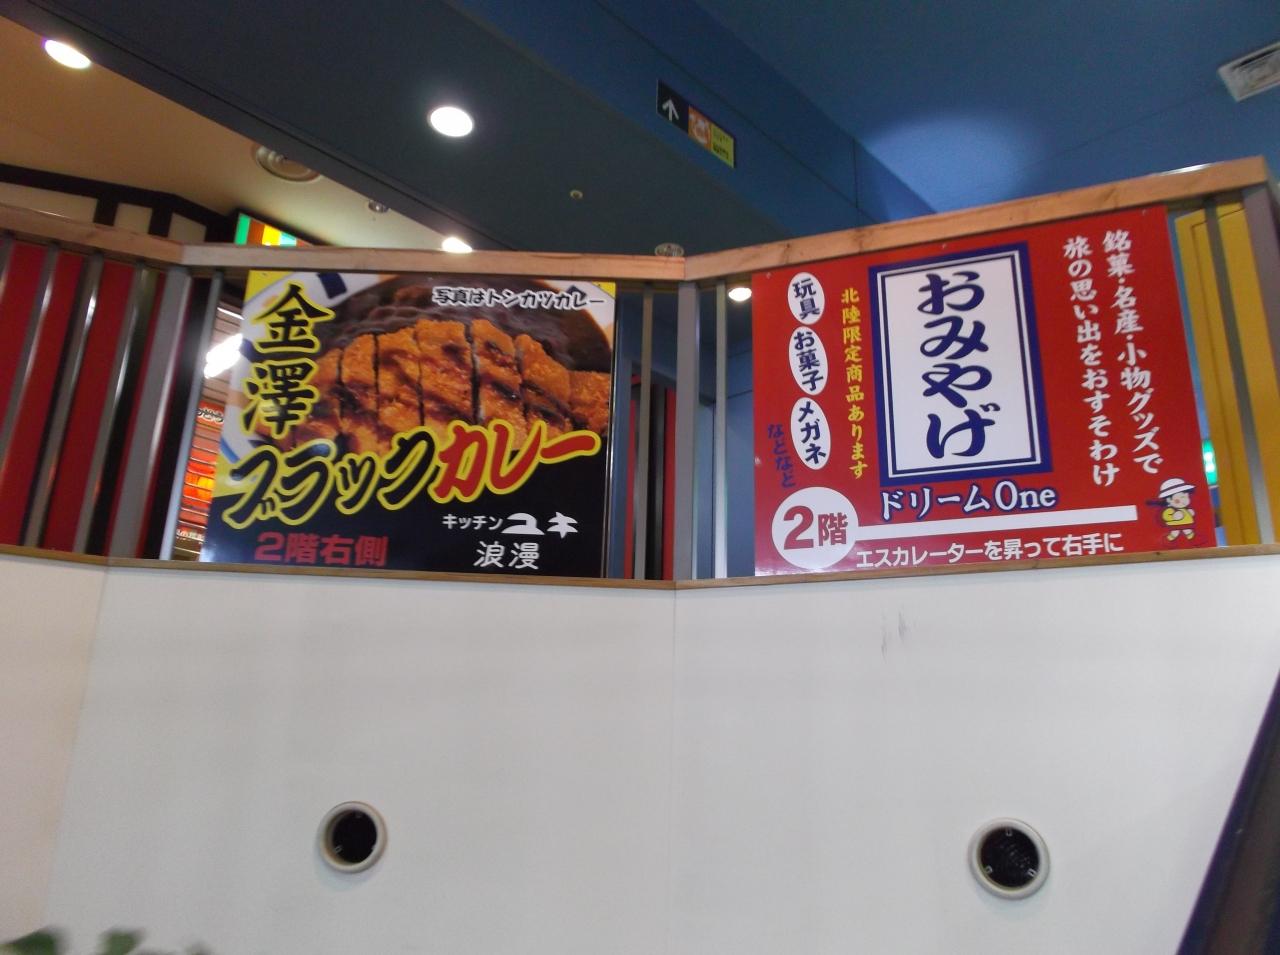 写真はトンカツカレー
金澤
ブラックカレー
キッチンユキ
2階右側
浪漫
銘菓・名産・小物グッズで
旅の思い出をおすそわけ
おみやげ
ドリームOne
北陸限定商品あります
玩具
お菓子
メガネ
などなど
2階
エスカレーターを昇って右手に